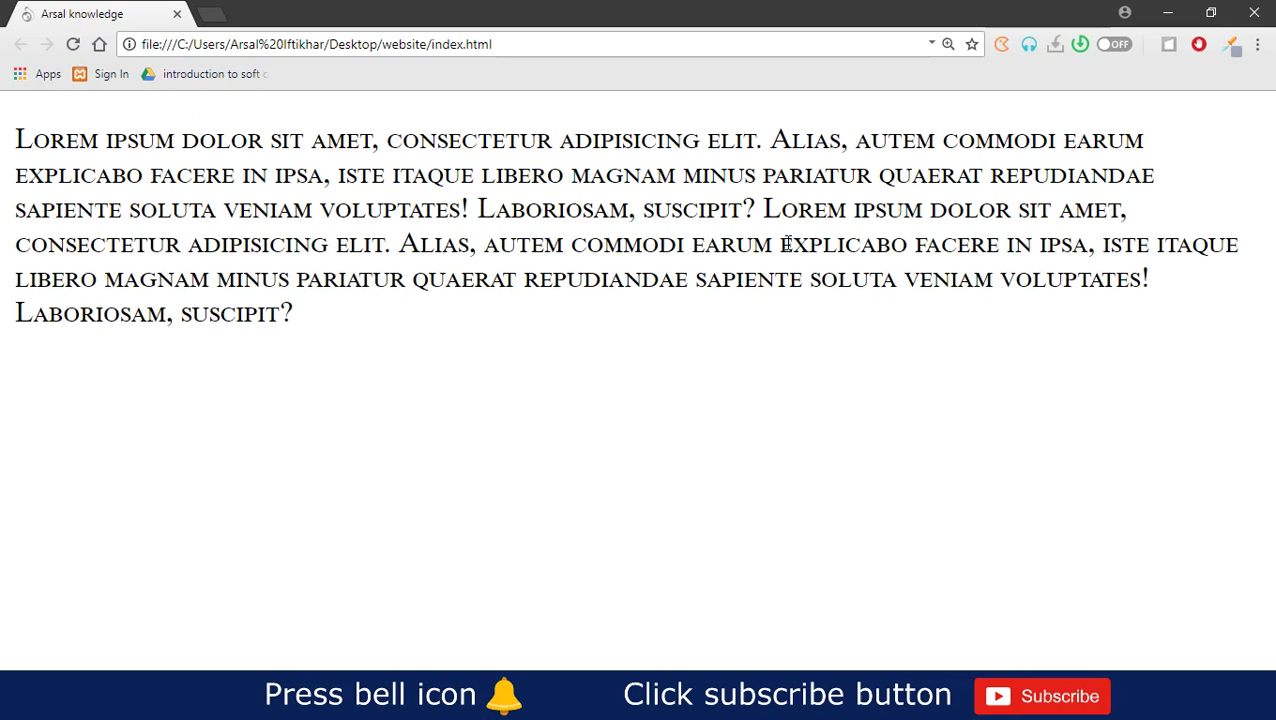 Arsal knowledge
file:///C:/Users/Arsal%20Iftikhar/Desktop/website/index.html
OFF
Apps Sign In introduction to soft
Lorem ipsum dolor sit amet, consectetur adipisicing elit. Alias, autem commodi earum
explicabo facere in ipsa, iste itaque libero magnam minus pariatur quaerat repudiandae
sapiente soluta veniam voluptates! Laboriosam, suscipit? Lorem ipsum dolor sit amet,
consectetur adipisicing elit. Alias, autem commodi earum explicabo facere in ipsa, iste itaque
libero magnam minus pariatur quaerat repudiandae sapiente soluta veniam voluptates!
Laboriosam, suscipit?
Press bell icon Click subscribe button Subscribe